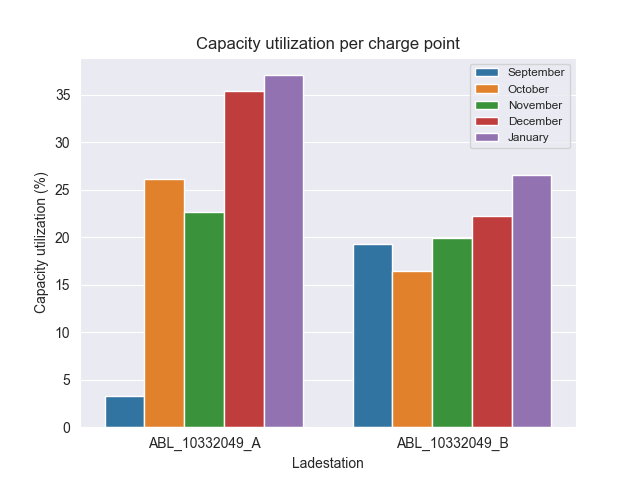 Capacity utilization per charge point
September
October
November
December
January
Capacity utilization (%)
35
30
25
20
15
10
5
0
ABL_10332049_A
ABL_10332049_B
Ladestation